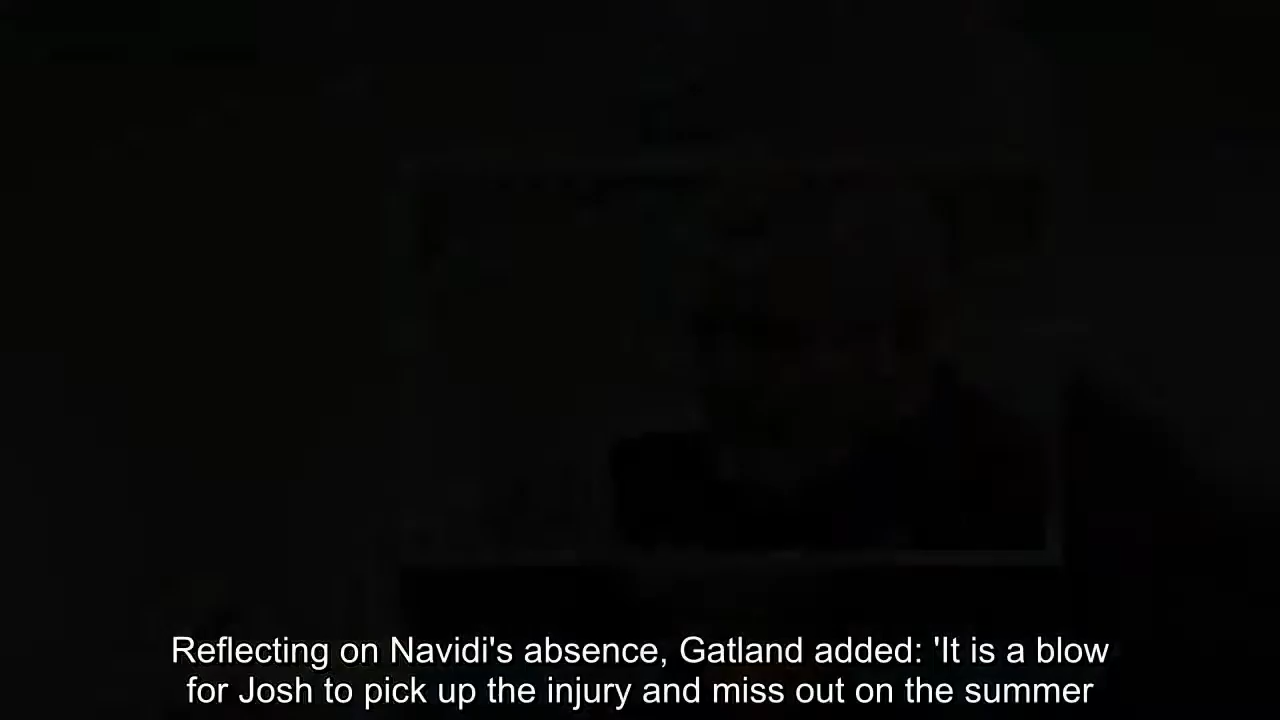 Reflecting on Navidi's absence, Gatland added: 'It is a blow
for Josh to pick up the injury and miss out on the summer